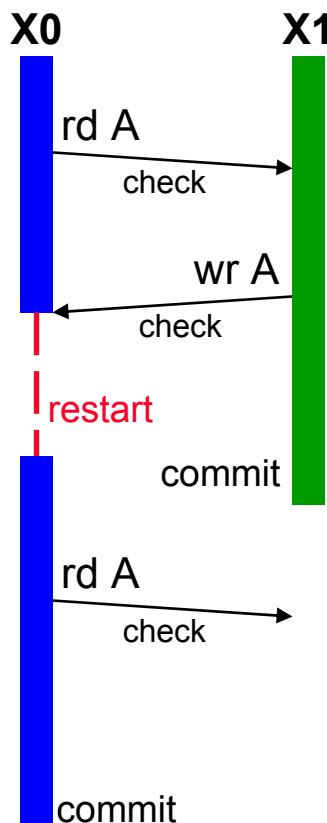 X0 X1
rd A
check
wr A
check
restart
commit
rd A
check
commit